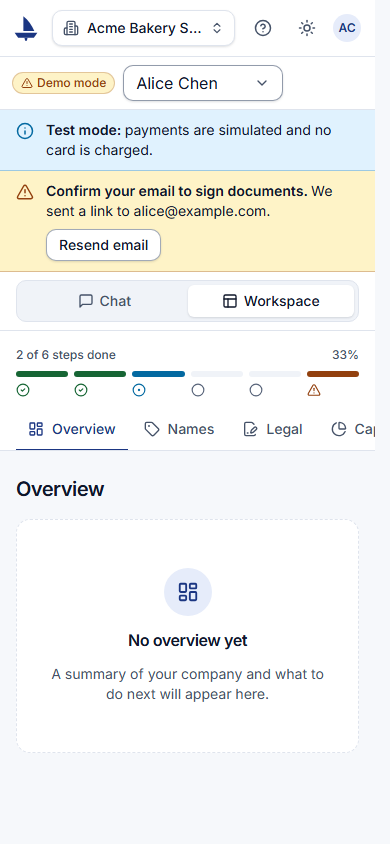 Acme Bakery S...
AC
Demo mode
Alice Chen
Test mode: payments are simulated and no
card is charged.
Confirm your email to sign documents. We
sent a link to alice@example.com.
Resend email
Chat
Workspace
2 of 6 steps done
33%
Overview
Names
Legal
Cap
Overview
No overview yet
A summary of your company and what to
do next will appear here.